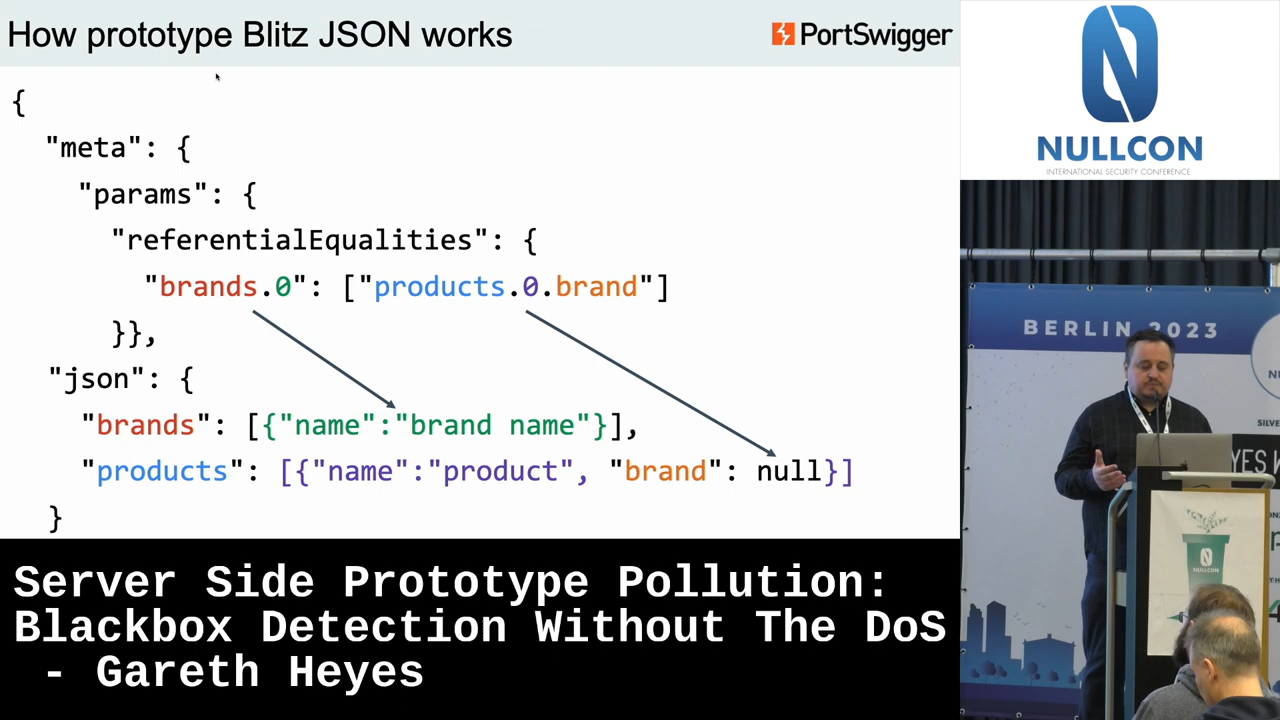 How prototype Blitz JSON works
PortSwigger
{
"meta": {
"params": {
"referentialEqualities": {
"brands.0": ["products.0.brand"]
}},
"json": {
"brands": [{"name":"brand name"}],
"products": [{"name":"product", "brand": null}]
}
Server Side Prototype Pollution:
Blackbox Detection Without The DoS
- Gareth Heyes
NULLCON
INTERNATIONAL SECURITY CONFERENCE
BERLIN 2023
NULLCON